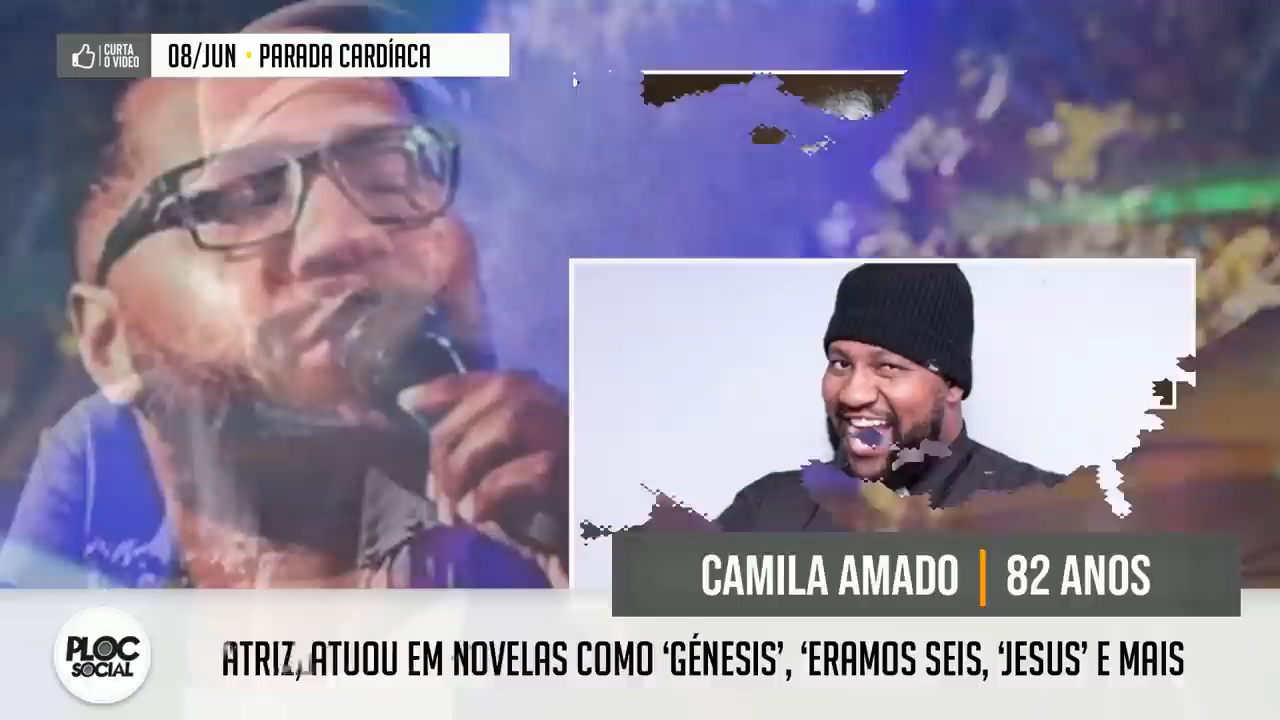 CURTA
O VÍDEO
08/JUN • PARADA CARDÍACA
CAMILA AMADO | 82 ANOS
PLOC
SOCIAL
ATRIZ, ATUOU EM NOVELAS COMO ‘GÉNESIS’, ‘ERAMOS SEIS, ‘JESUS’ E MAIS